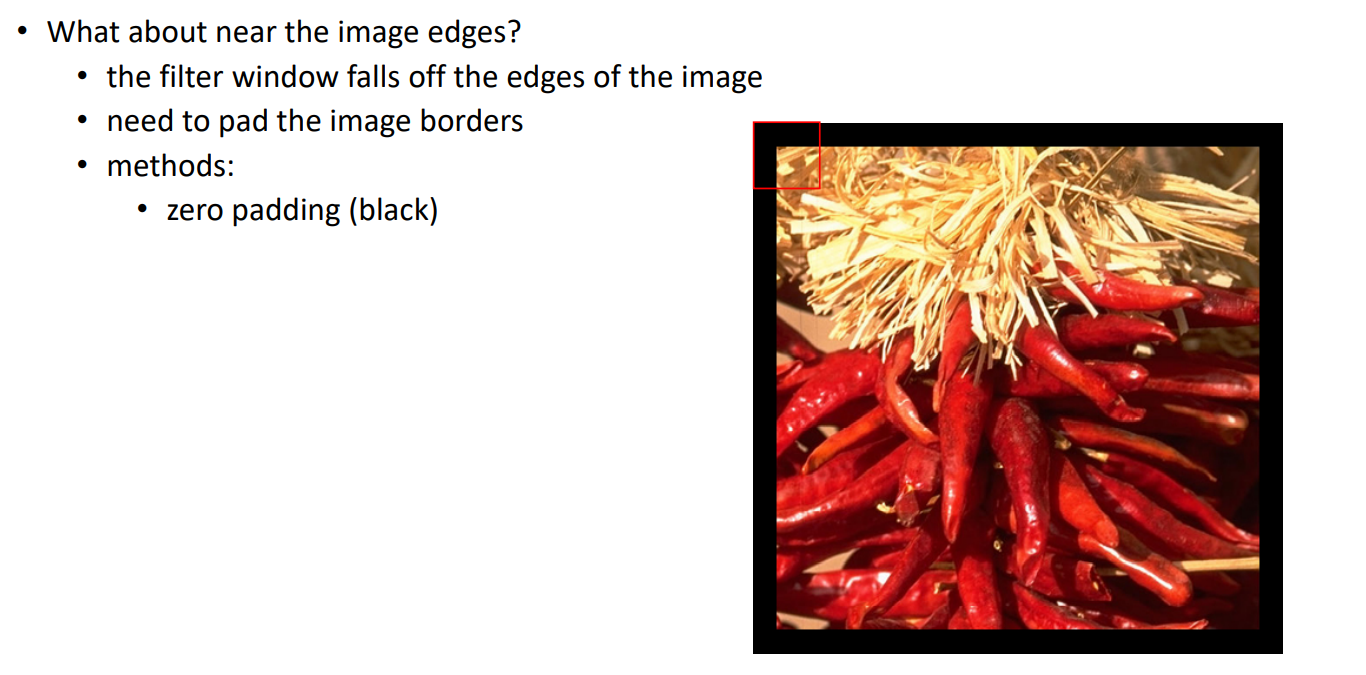 • What about near the image edges?
• the filter window falls off the edges of the image
• need to pad the image borders
• methods:
• zero padding (black)